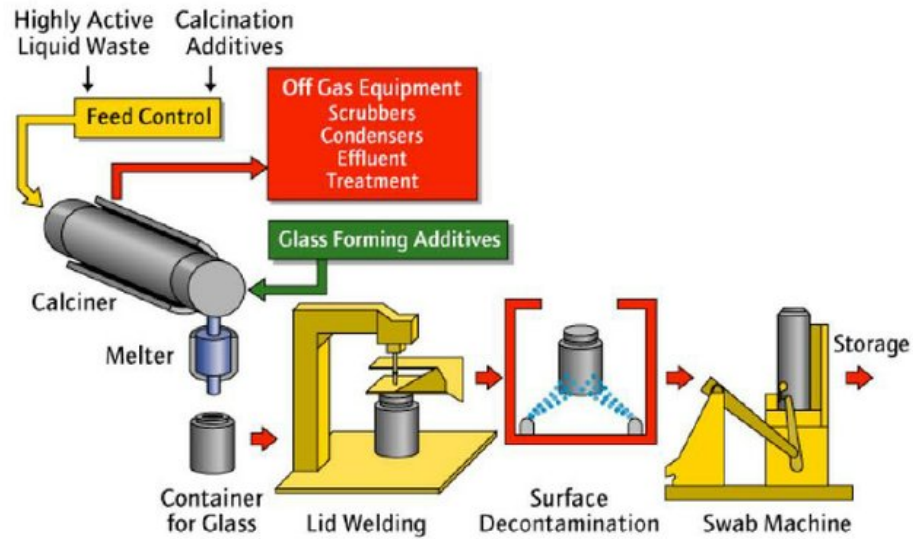 Highly Active
Liquid Waste
Calcination
Additives
Feed Control
Off Gas Equipment
Scrubbers
Condensers
Effluent
Treatment
Glass Forming Additives
Calciner
Melter
Container
for Glass
Lid Welding
Surface
Decontamination
Swab Machine
Storage